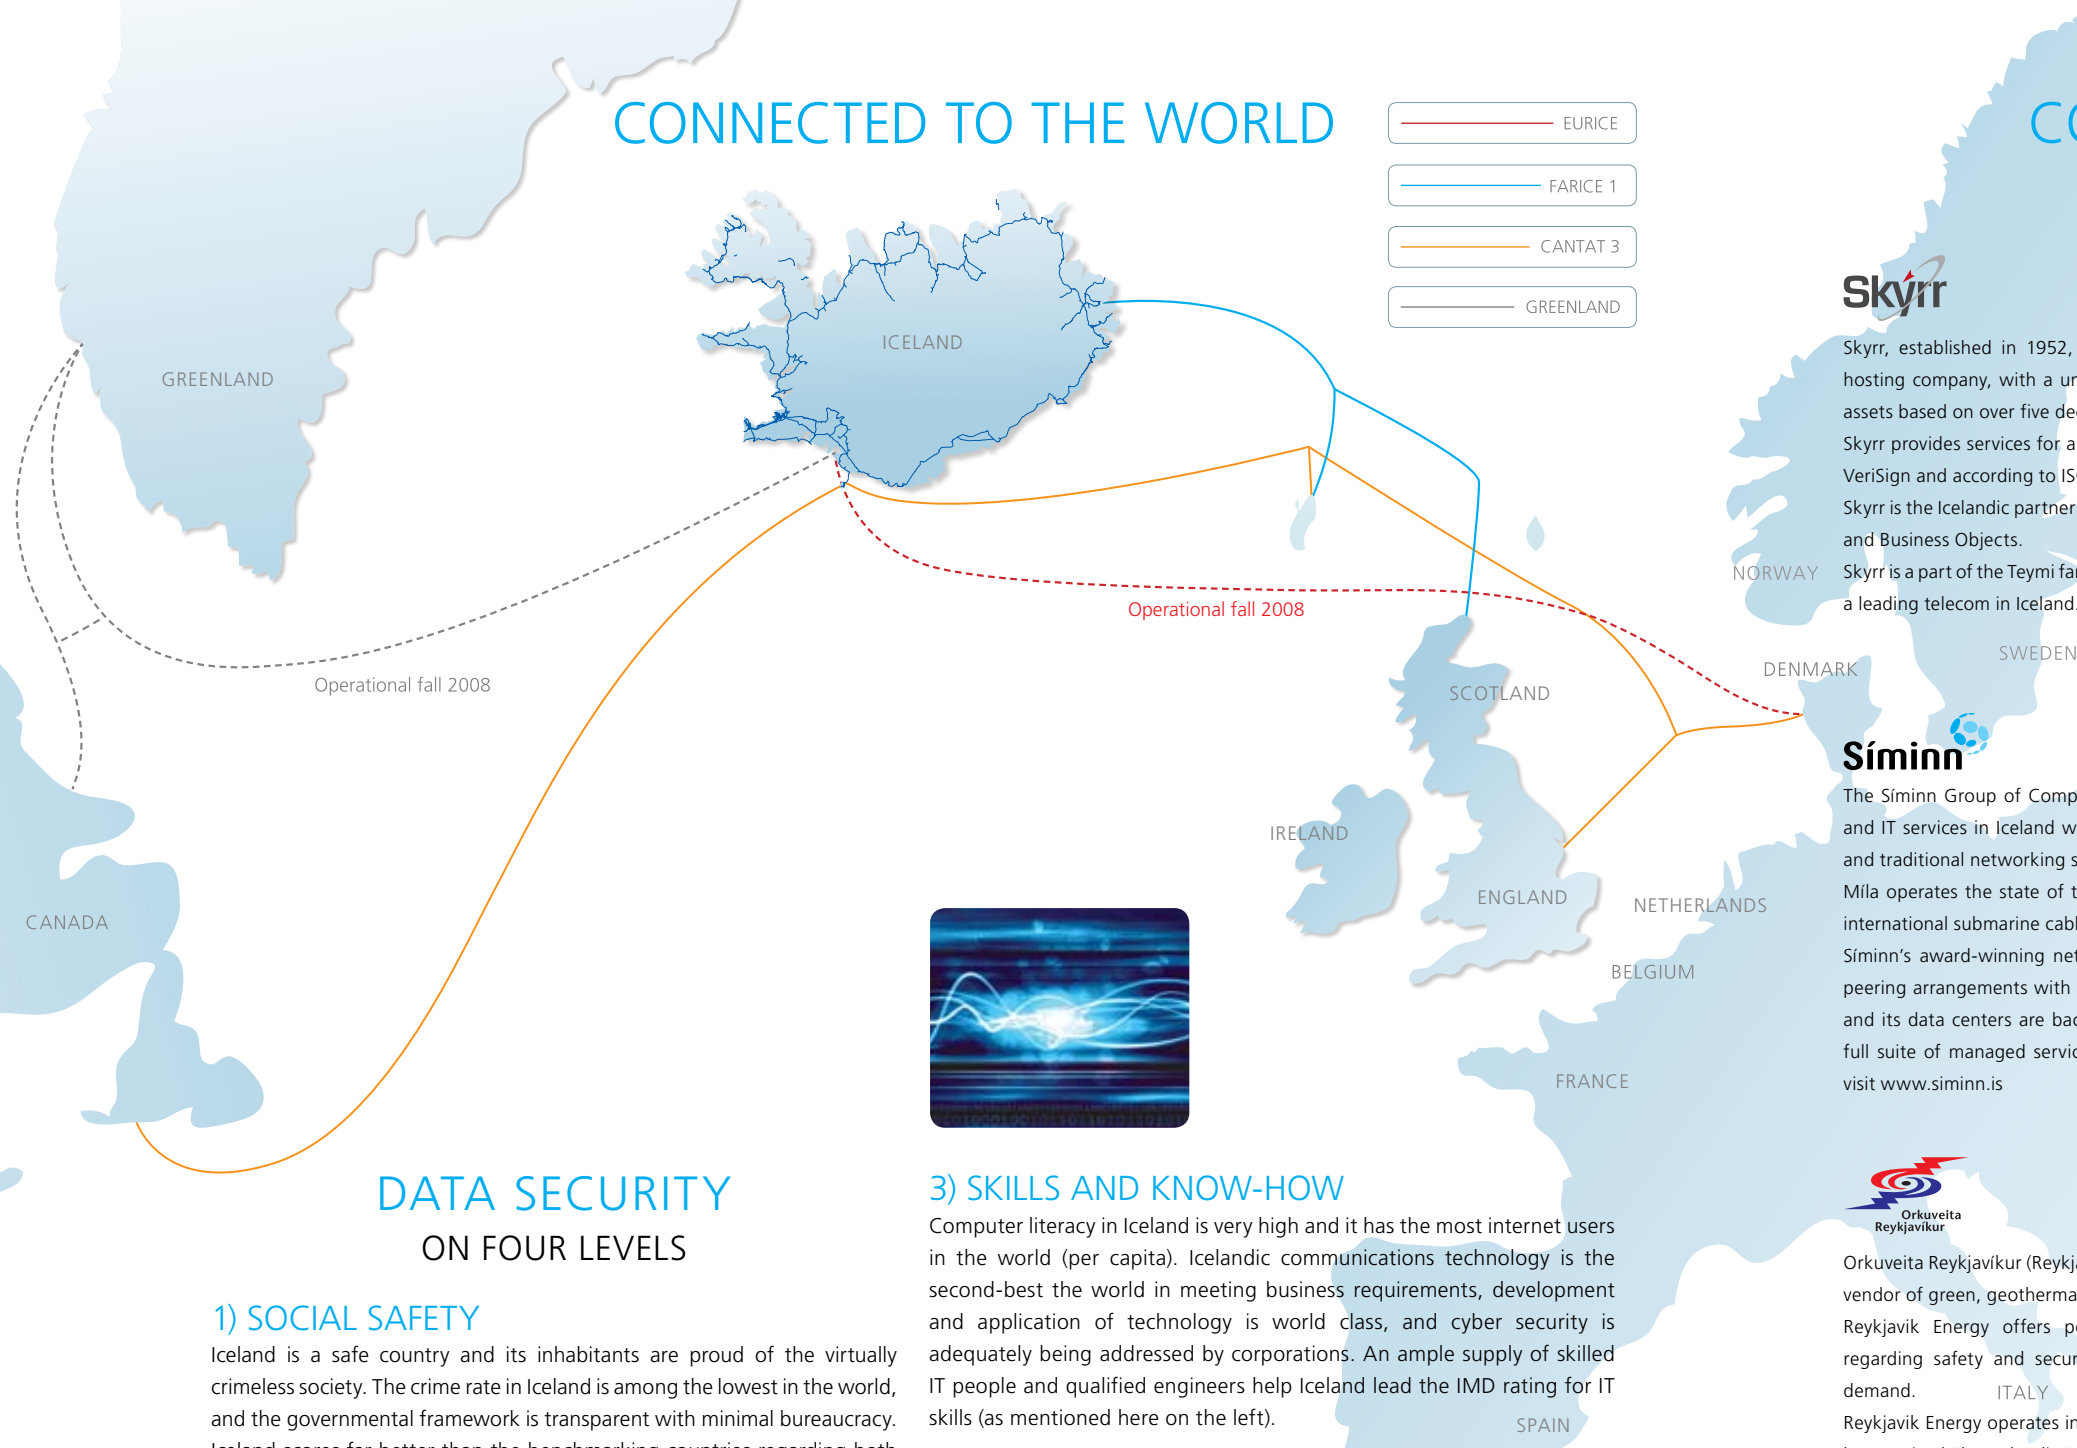 CONNECTED TO THE WORLD
EURICE
FARICE 1
CANTAT 3
GREENLAND
ICELAND
GREENLAND
Operational fall 2008
Operational fall 2008
NORWAY
SWEDEN
DENMARK
SCOTLAND
IRELAND
ENGLAND
NETHERLANDS
BELGIUM
FRANCE
CANADA
SPAIN
ITALY
DATA SECURITY
ON FOUR LEVELS
1) SOCIAL SAFETY
Iceland is a safe country and its inhabitants are proud of the virtually
crimeless society. The crime rate in Iceland is among the lowest in the world,
and the governmental framework is transparent with minimal bureaucracy.
Iceland scores far better than the benchmarking countries regarding both
3) SKILLS AND KNOW-HOW
Computer literacy in Iceland is very high and it has the most internet users
in the world (per capita). Icelandic communications technology is the
second-best the world in meeting business requirements, development
and application of technology is world class, and cyber security is
adequately being addressed by corporations. An ample supply of skilled
IT people and qualified engineers help Iceland lead the IMD rating for IT
skills (as mentioned here on the left).
CO
Skyrr
Skyrr, established in 1952,
hosting company, with a
assets based on over five
Skyrr provides services for a
VeriSign and according to
Skyrr is the Icelandic partner
and Business Objects.
Skyrr is a part of the Teymi
a leading telecom in Iceland.
Síminn
The Síminn Group of
and IT services in Iceland
and traditional networking
Míla operates the state of
international submarine
Síminn's award-winning
peering arrangements with
and its data centers are
full suite of managed
visit www.siminn.is
Orkuveita
Reykjavíkur
Orkuveita Reykjavíkur
vendor of green,
Reykjavik Energy offers
regarding safety and
demand.
Reykjavik Energy operates in